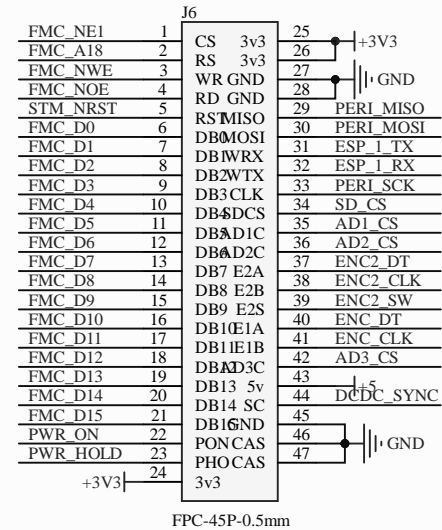 J6
FMC_NE1 1 CS 3v3 25
FMC_A18 2 RS 3v3 26 +3V3
FMC_NWE 3 WR GND 27
FMC_NOE 4 RD GND 28 GND
STM_NRST 5 RST MISO 29 PERI_MISO
FMC_D0 6 DB0 MOSI 30 PERI_MOSI
FMC_D1 7 DB1 WRX 31 ESP_1_TX
FMC_D2 8 DB2 WTX 32 ESP_1_RX
FMC_D3 9 DB3 CLK 33 PERI_SCK
FMC_D4 10 DB4 SDCS 34 SD_CS
FMC_D5 11 DB5 AD1C 35 AD1_CS
FMC_D6 12 DB6 AD2C 36 AD2_CS
FMC_D7 13 DB7 E2A 37 ENC2_DT
FMC_D8 14 DB8 E2B 38 ENC2_CLK
FMC_D9 15 DB9 E2S 39 ENC2_SW
FMC_D10 16 DB10 E1A 40 ENC_DT
FMC_D11 17 DB11 E1B 41 ENC_CLK
FMC_D12 18 DB12 AD3C 42 AD3_CS
FMC_D13 19 DB13 5v 43 +5
FMC_D14 20 DB14 SC 44 DCDC_SYNC
FMC_D15 21 DB15 GND 45
PWR_ON 22 PON CAS 46 GND
PWR_HOLD 23 PHO CAS 47
+3V3 24 3v3
FPC-45P-0.5mm